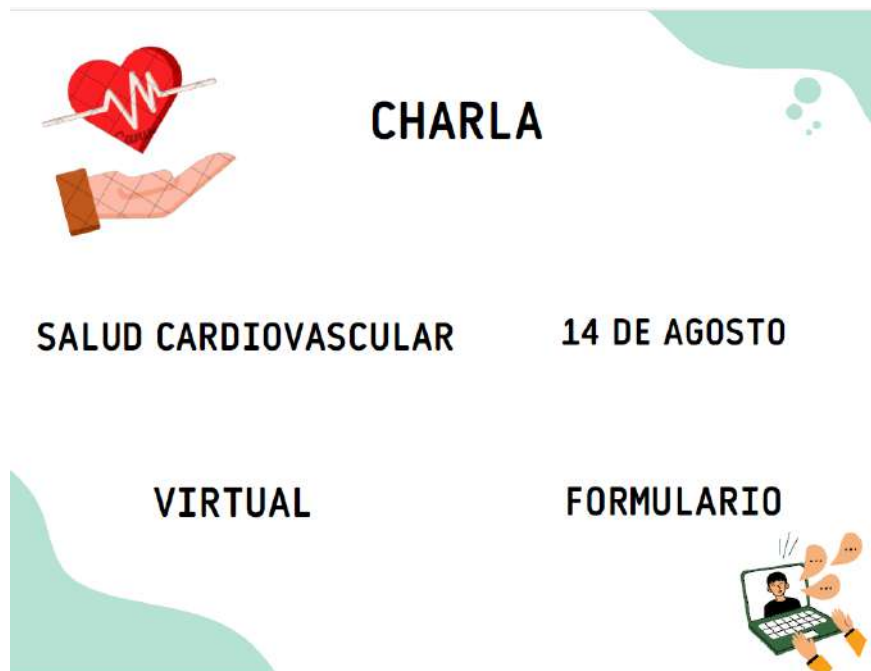 CHARLA
SALUD CARDIOVASCULAR
14 DE AGOSTO
VIRTUAL
FORMULARIO